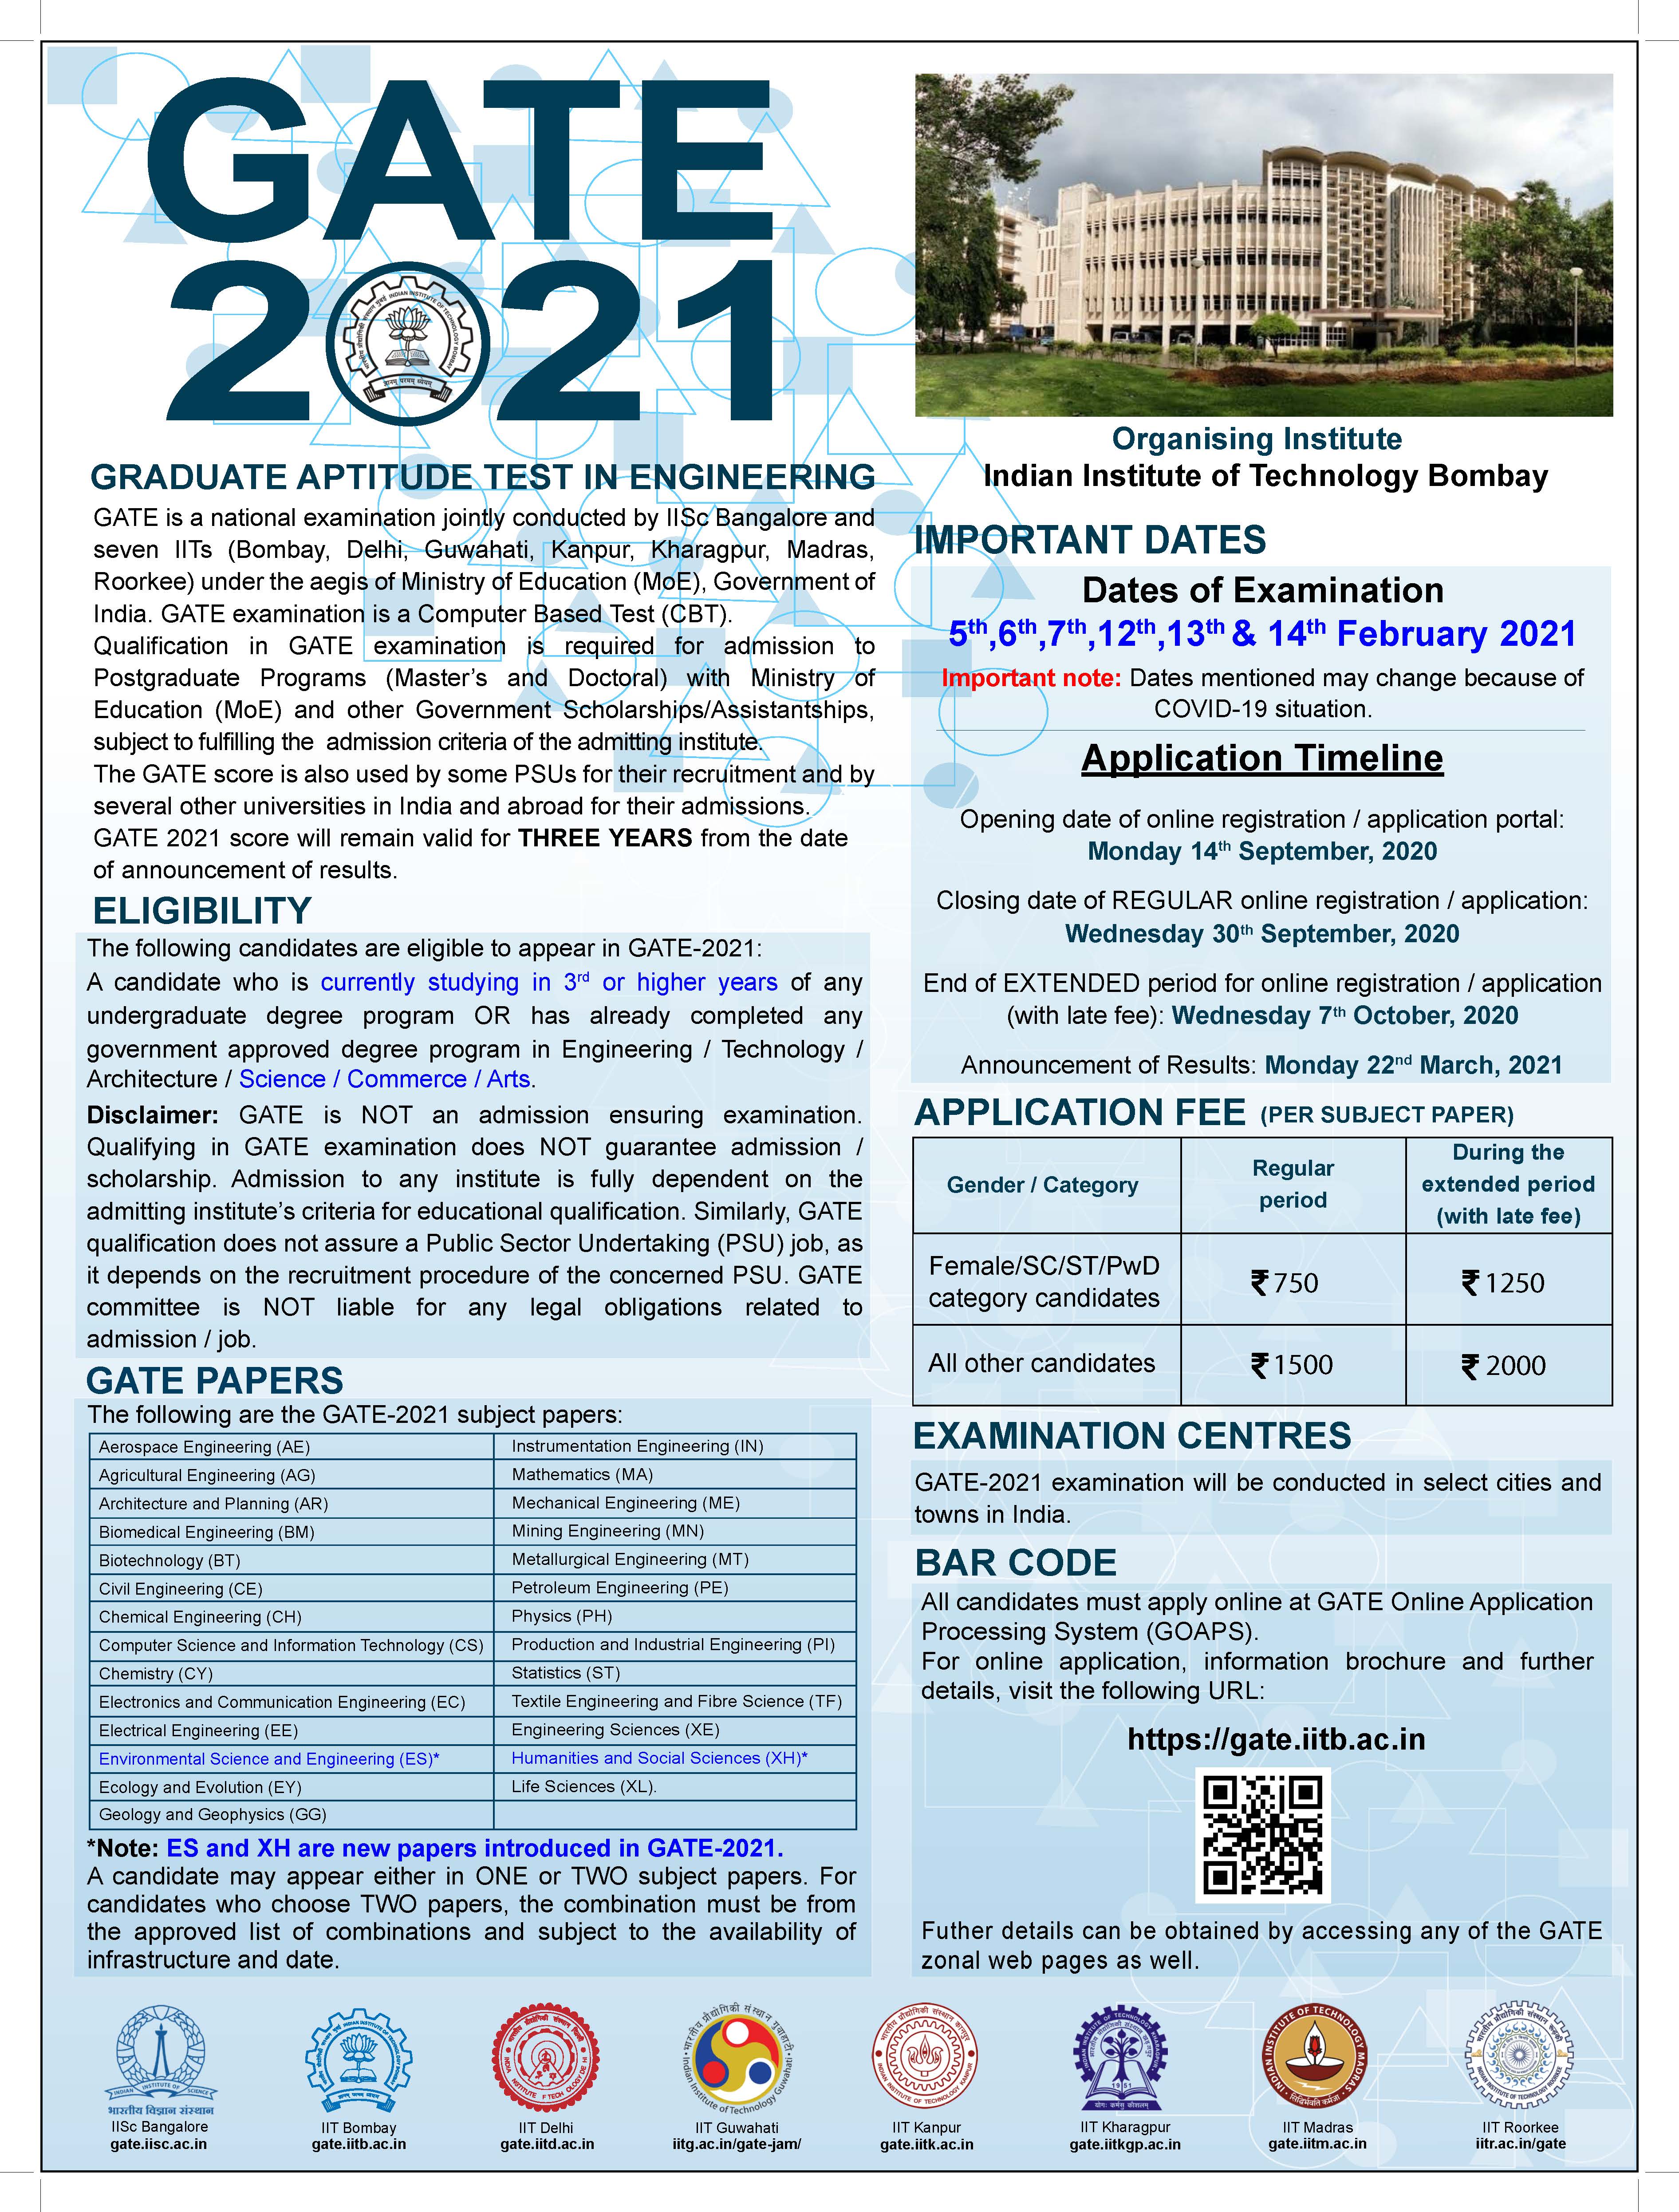 GATE
2021
GRADUATE APTITUDE TEST IN ENGINEERING
GATE is a national examination jointly conducted by IISc Bangalore and
seven IITs (Bombay, Delhi, Guwahati, Kanpur, Kharagpur, Madras,
Roorkee) under the aegis of Ministry of Education (MoE), Government of
India. GATE examination is a Computer Based Test (CBT).
Qualification in GATE examination is required for admission to
Postgraduate Programs (Master's and Doctoral) with Ministry of
Education (MoE) and other Government Scholarships/Assistantships,
subject to fulfilling the admission criteria of the admitting institute.
The GATE score is also used by some PSUs for their recruitment and by
several other universities in India and abroad for their admissions.
GATE 2021 score will remain valid for THREE YEARS from the date
of announcement of results.
ELIGIBILITY
The following candidates are eligible to appear in GATE-2021:
A candidate who is currently studying in 3rd or higher years of any
undergraduate degree program OR has already completed any
government approved degree program in Engineering / Technology /
Architecture / Science / Commerce / Arts.
Disclaimer: GATE is NOT an admission ensuring examination.
Qualifying in GATE examination does NOT guarantee admission /
scholarship. Admission to any institute is fully dependent on the
admitting institute's criteria for educational qualification. Similarly, GATE
qualification does not assure a Public Sector Undertaking (PSU) job, as
it depends on the recruitment procedure of the concerned PSU. GATE
committee is NOT liable for any legal obligations related to
admission / job.
GATE PAPERS
The following are the GATE-2021 subject papers:
Aerospace Engineering (AE) Instrumentation Engineering (IN)
Agricultural Engineering (AG) Mathematics (MA)
Architecture and Planning (AR) Mechanical Engineering (ME)
Biomedical Engineering (BM) Mining Engineering (MN)
Biotechnology (BT) Metallurgical Engineering (MT)
Civil Engineering (CE) Petroleum Engineering (PE)
Chemical Engineering (CH) Physics (PH)
Computer Science and Information Technology (CS) Production and Industrial Engineering (PI)
Chemistry (CY) Statistics (ST)
Electronics and Communication Engineering (EC) Textile Engineering and Fibre Science (TF)
Electrical Engineering (EE) Engineering Sciences (XE)
Environmental Science and Engineering (ES)* Humanities and Social Sciences (XH)*
Ecology and Evolution (EY) Life Sciences (XL).
Geology and Geophysics (GG)
*Note: ES and XH are new papers introduced in GATE-2021.
A candidate may appear either in ONE or TWO subject papers. For
candidates who choose TWO papers, the combination must be from
the approved list of combinations and subject to the availability of
infrastructure and date.
Organising Institute
Indian Institute of Technology Bombay
IMPORTANT DATES
Dates of Examination
5th,6th,7th,12th,13th & 14th February 2021
Important note: Dates mentioned may change because of
COVID-19 situation.
Application Timeline
Opening date of online registration / application portal:
Monday 14th September, 2020
Closing date of REGULAR online registration / application:
Wednesday 30th September, 2020
End of EXTENDED period for online registration / application
(with late fee): Wednesday 7th October, 2020
Announcement of Results: Monday 22nd March, 2021
APPLICATION FEE (PER SUBJECT PAPER)
Gender / Category
Regular
period
During the
extended period
(with late fee)
Female/SC/ST/PwD
category candidates
₹ 750
₹ 1250
All other candidates
₹ 1500
₹ 2000
EXAMINATION CENTRES
GATE-2021 examination will be conducted in select cities and
towns in India.
BAR CODE
All candidates must apply online at GATE Online Application
Processing System (GOAPS).
For online application, information brochure and further
details, visit the following URL:
https://gate.iitb.ac.in
Futher details can be obtained by accessing any of the GATE
zonal web pages as well.
भारतीय विज्ञान संस्थान
IISc Bangalore
gate.iisc.ac.in
IIT Bombay
gate.iitb.ac.in
IIT Delhi
gate.iitd.ac.in
IIT Guwahati
iitg.ac.in/gate-jam/
IIT Kanpur
gate.iitk.ac.in
IIT Kharagpur
gate.iitkgp.ac.in
INDIAN INSTITUTE OF TECHNOLOGY MADRAS
IIT Madras
gate.iitm.ac.in
IIT Roorkee
iitr.ac.in/gate